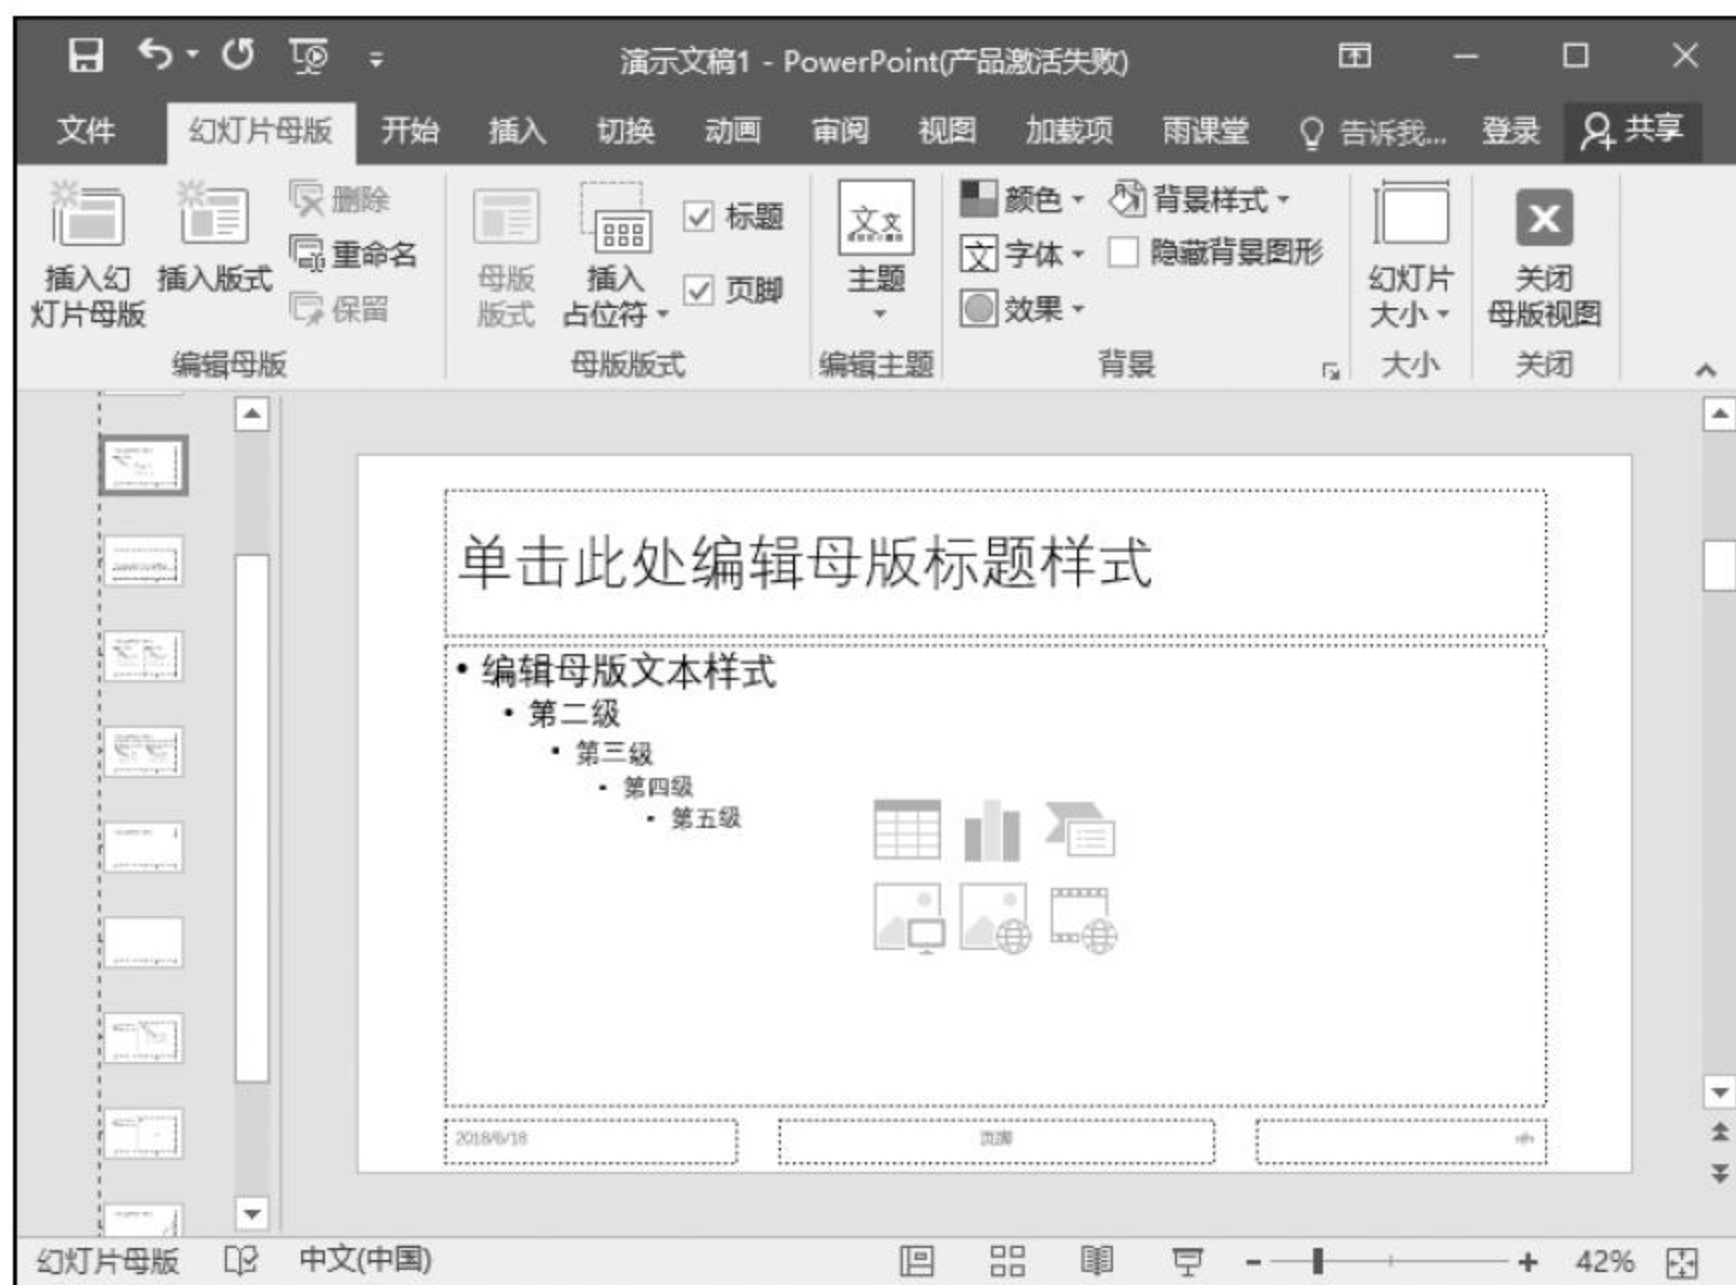 演示文稿1 - PowerPoint(产品激活失败)
文件 幻灯片母版 开始 插入 切换 动画 审阅 视图 加载项 雨课堂 告诉我... 登录 共享
插入幻
灯片母版
插入版式
删除
重命名
保留
编辑母版
母版
版式
插入
占位符
标题
页脚
母版版式
主题
编辑主题
颜色
字体
效果
背景样式
隐藏背景图形
背景
幻灯片
大小
大小
关闭
母版视图
关闭
单击此处编辑母版标题样式
• 编辑母版文本样式
• 第二级
• 第三级
• 第四级
• 第五级
2018/6/18
页脚
‹#›
幻灯片母版 中文(中国) 42%